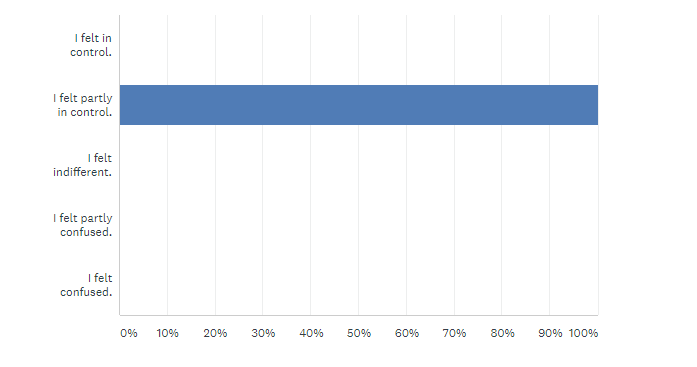 I felt in
control.
I felt partly
in control.
I felt
indifferent.
I felt partly
confused.
I felt
confused.
0% 10% 20% 30% 40% 50% 60% 70% 80% 90% 100%